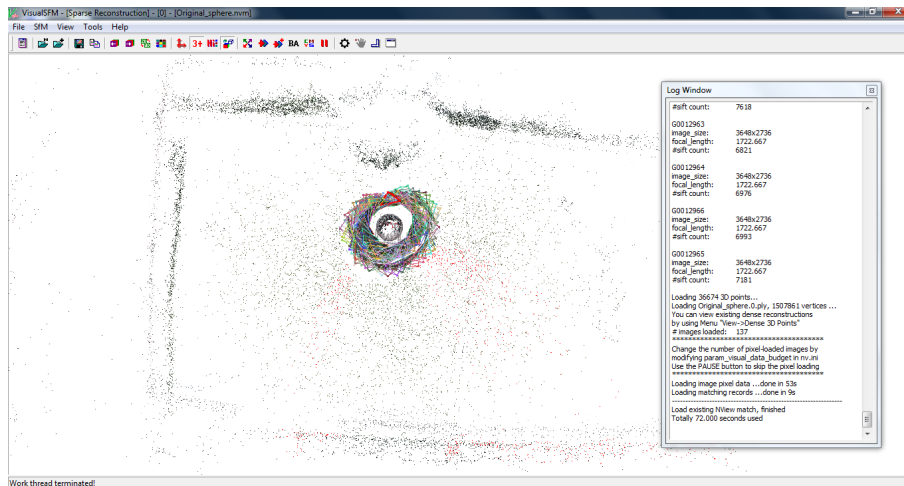 VisualSFM - [Sparse Reconstruction] - [0] - [Original_sphere.nvm]
File SfM View Tools Help
3+ BA
Log Window
#sift count: 7618
G0012963
image_size: 3648x2736
focal_length: 1722.667
#sift count: 6821
G0012964
image_size: 3648x2736
focal_length: 1722.667
#sift count: 6976
G0012966
image_size: 3648x2736
focal_length: 1722.667
#sift count: 6993
G0012965
image_size: 3648x2736
focal_length: 1722.667
#sift count: 7181
Loading 36674 3D points...
Loading Original_sphere.0.ply, 1507861 vertices ...
You can view existing dense reconstructions
by using Menu "View->Dense 3D Points"
# images loaded: 137
****************************************
Change the number of pixel-loaded images by
modifying param_visual_data_budget in nv.ini
Use the PAUSE button to skip the pixel loading
****************************************
Loading image pixel data ...done in 53s
Loading matching records ...done in 9s
----------------------------------------------------------------
Load existing NView match, finished
Totally 72.000 seconds used
Work thread terminated!